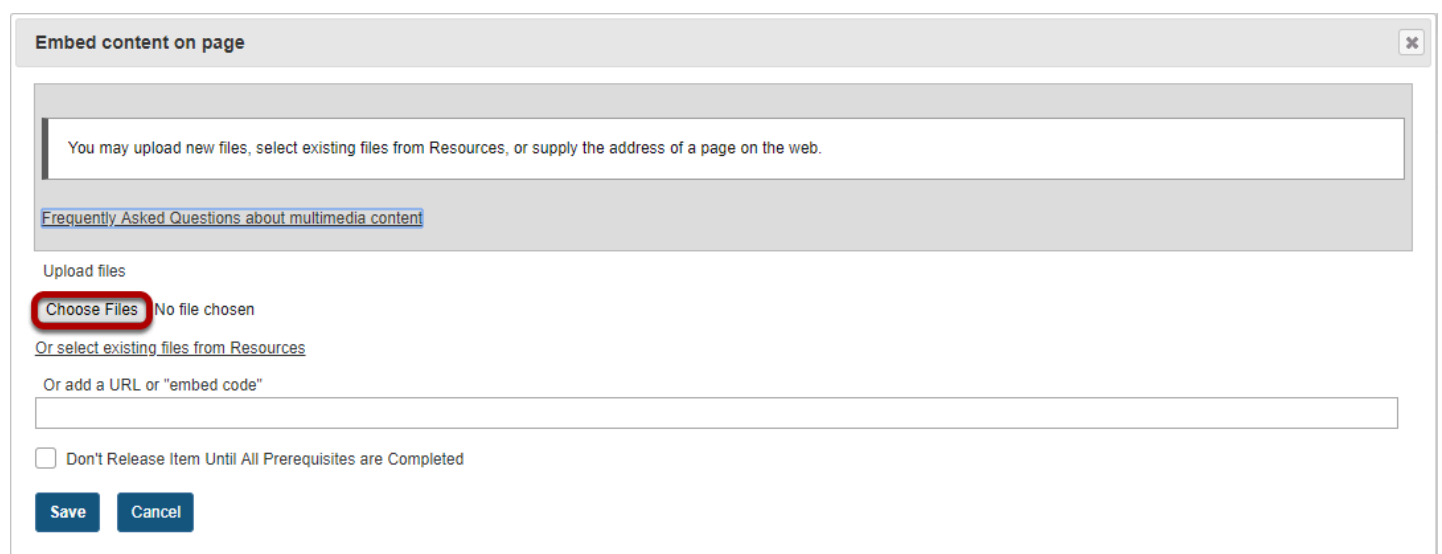 Embed content on page
You may upload new files, select existing files from Resources, or supply the address of a page on the web.
Frequently Asked Questions about multimedia content
Upload files
Choose Files No file chosen
Or select existing files from Resources
Or add a URL or "embed code"
Don't Release Item Until All Prerequisites are Completed
Save Cancel